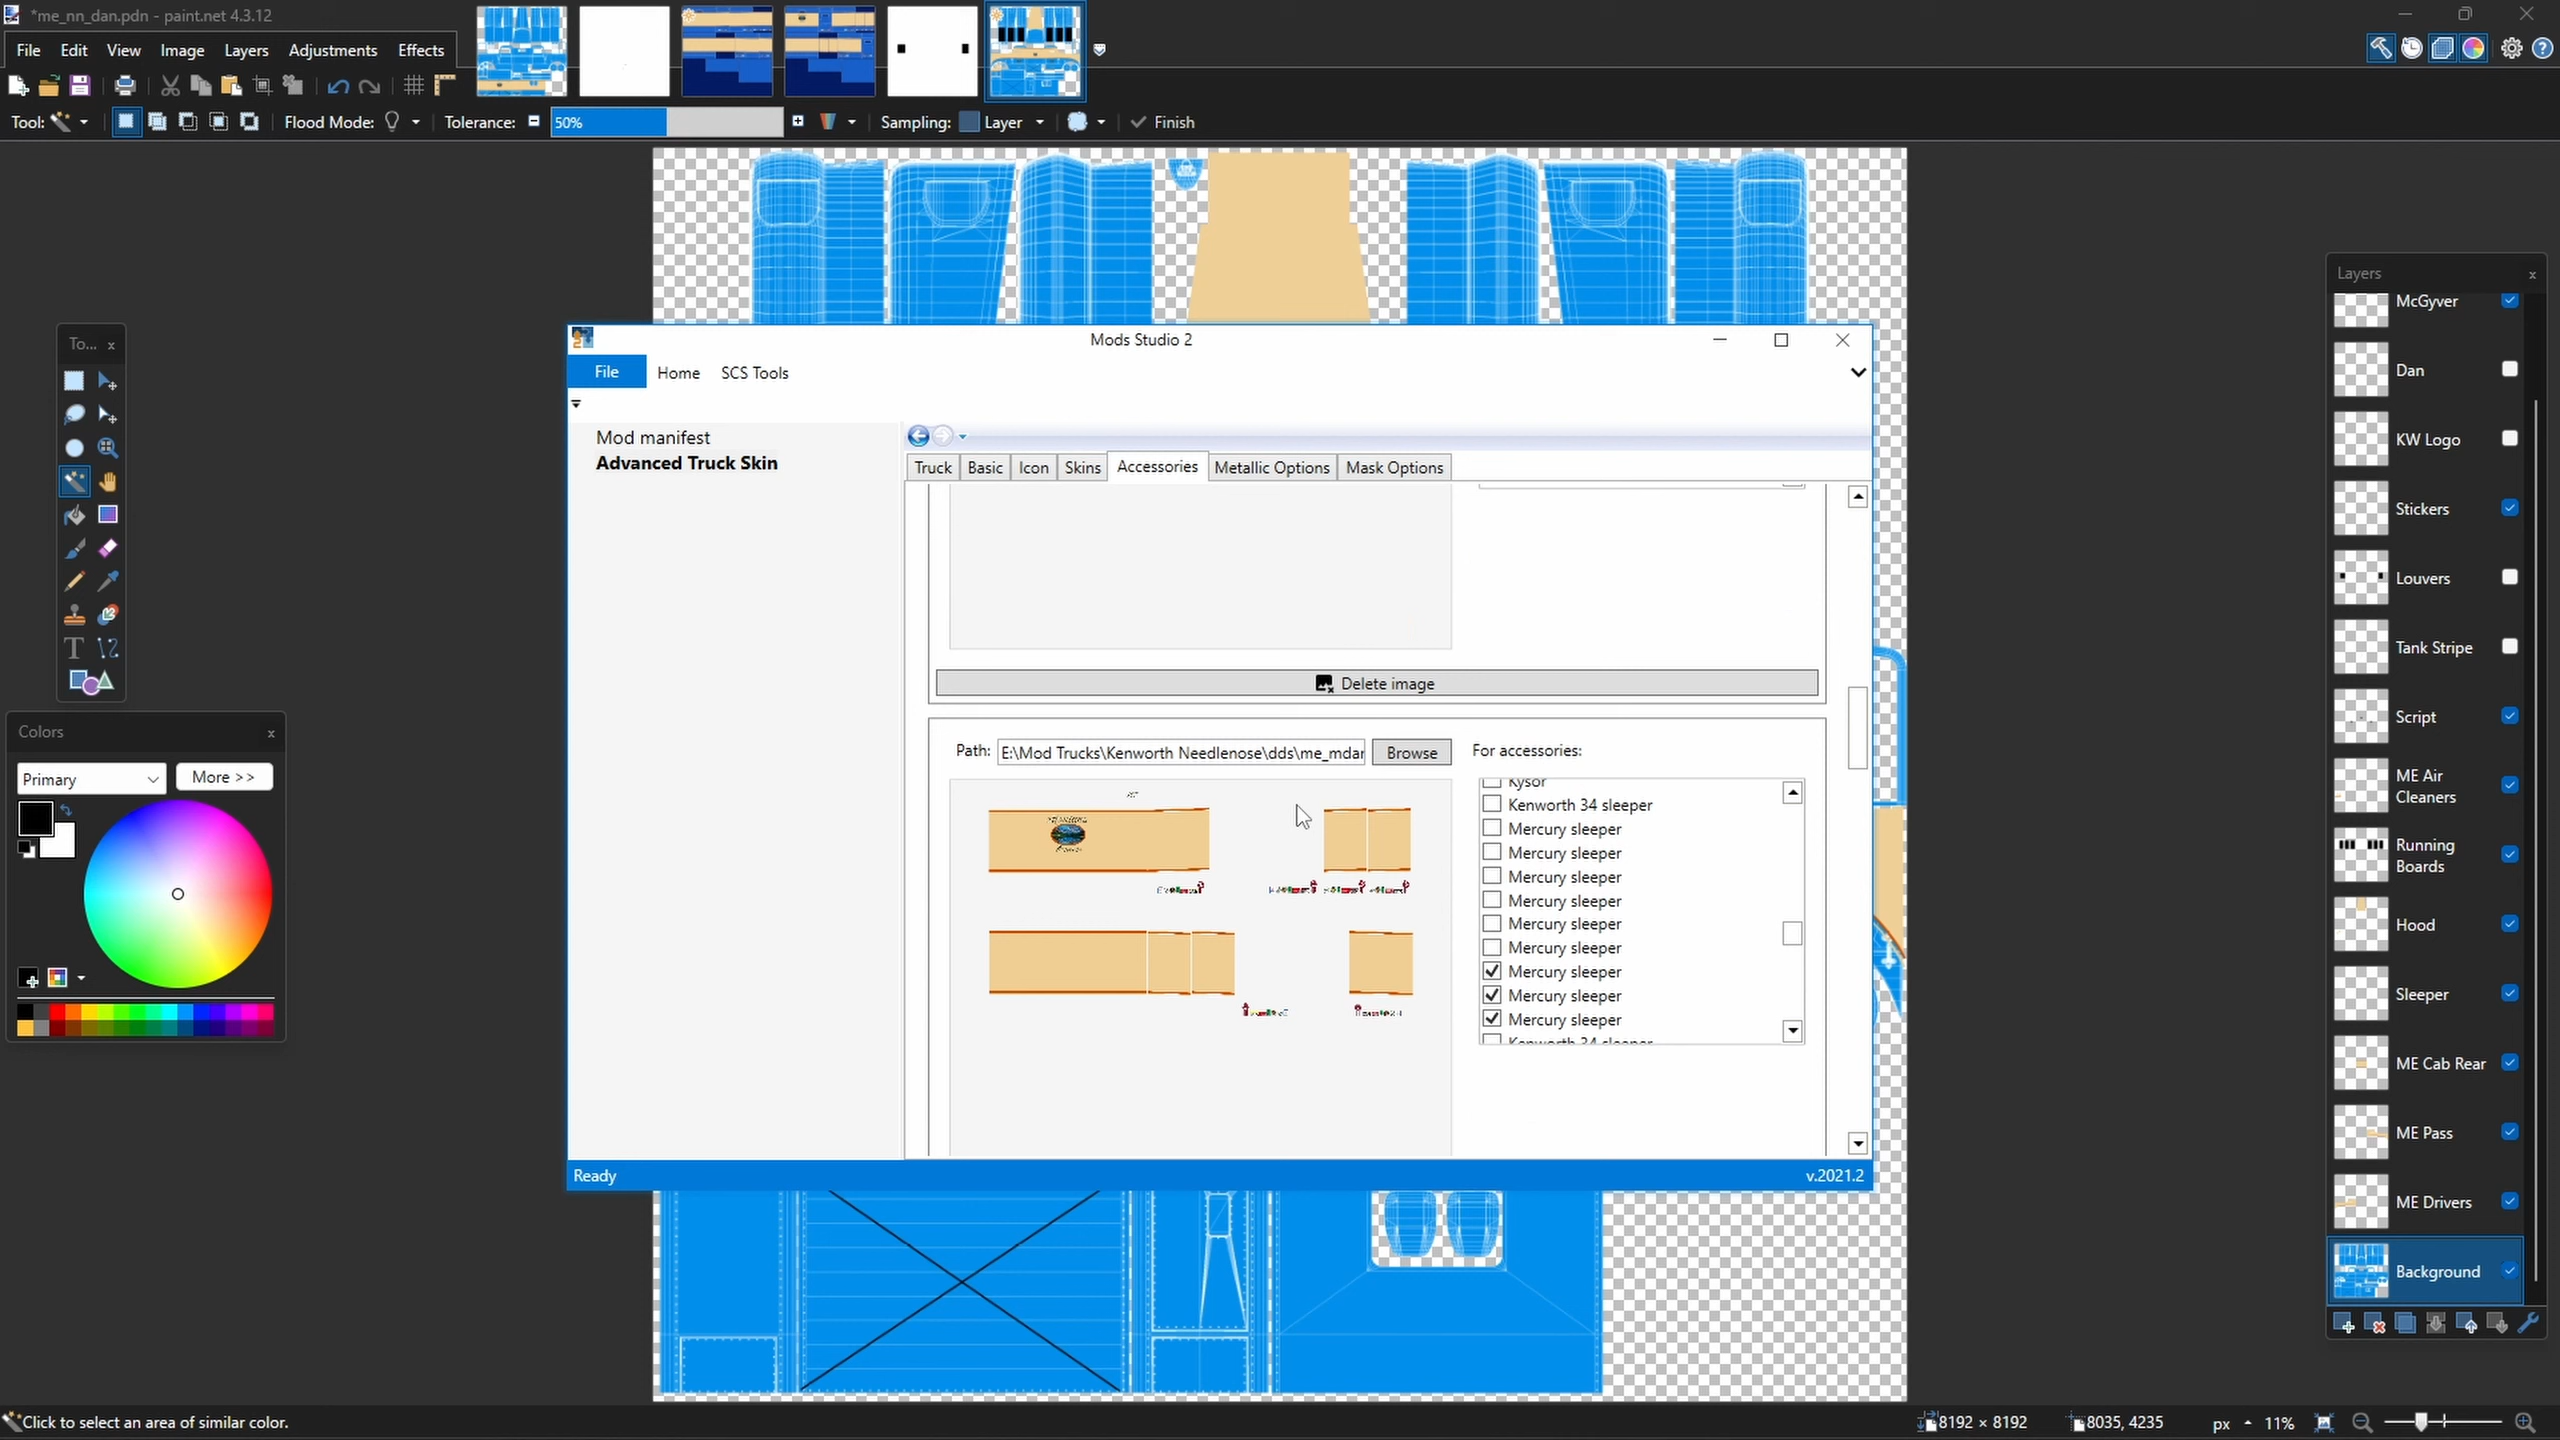 *me_nn_dan.pdn - paint.net 4.3.12
File Edit View Image Layers Adjustments Effects
Tool: Flood Mode: Tolerance: 50% Sampling: Layer Finish
To... x
Colors x
Primary More >>
Mods Studio 2
File Home SCS Tools
Mod manifest
Advanced Truck Skin
Truck Basic Icon Skins Accessories Metallic Options Mask Options
Delete image
Path: E:\Mod Trucks\Kenworth Needlenose\dds\me_mdar Browse For accessories:
Kysor
Kenworth 34 sleeper
Mercury sleeper
Mercury sleeper
Mercury sleeper
Mercury sleeper
Mercury sleeper
Mercury sleeper
Mercury sleeper
Mercury sleeper
Mercury sleeper
Kenworth 34 sleeper
Ready v.2021.2
Layers x
McGyver
Dan
KW Logo
Stickers
Louvers
Tank Stripe
Script
ME Air
Cleaners
Running
Boards
Hood
Sleeper
ME Cab Rear
ME Pass
ME Drivers
Background
Click to select an area of similar color. 8192 × 8192 8035, 4235 px 11%